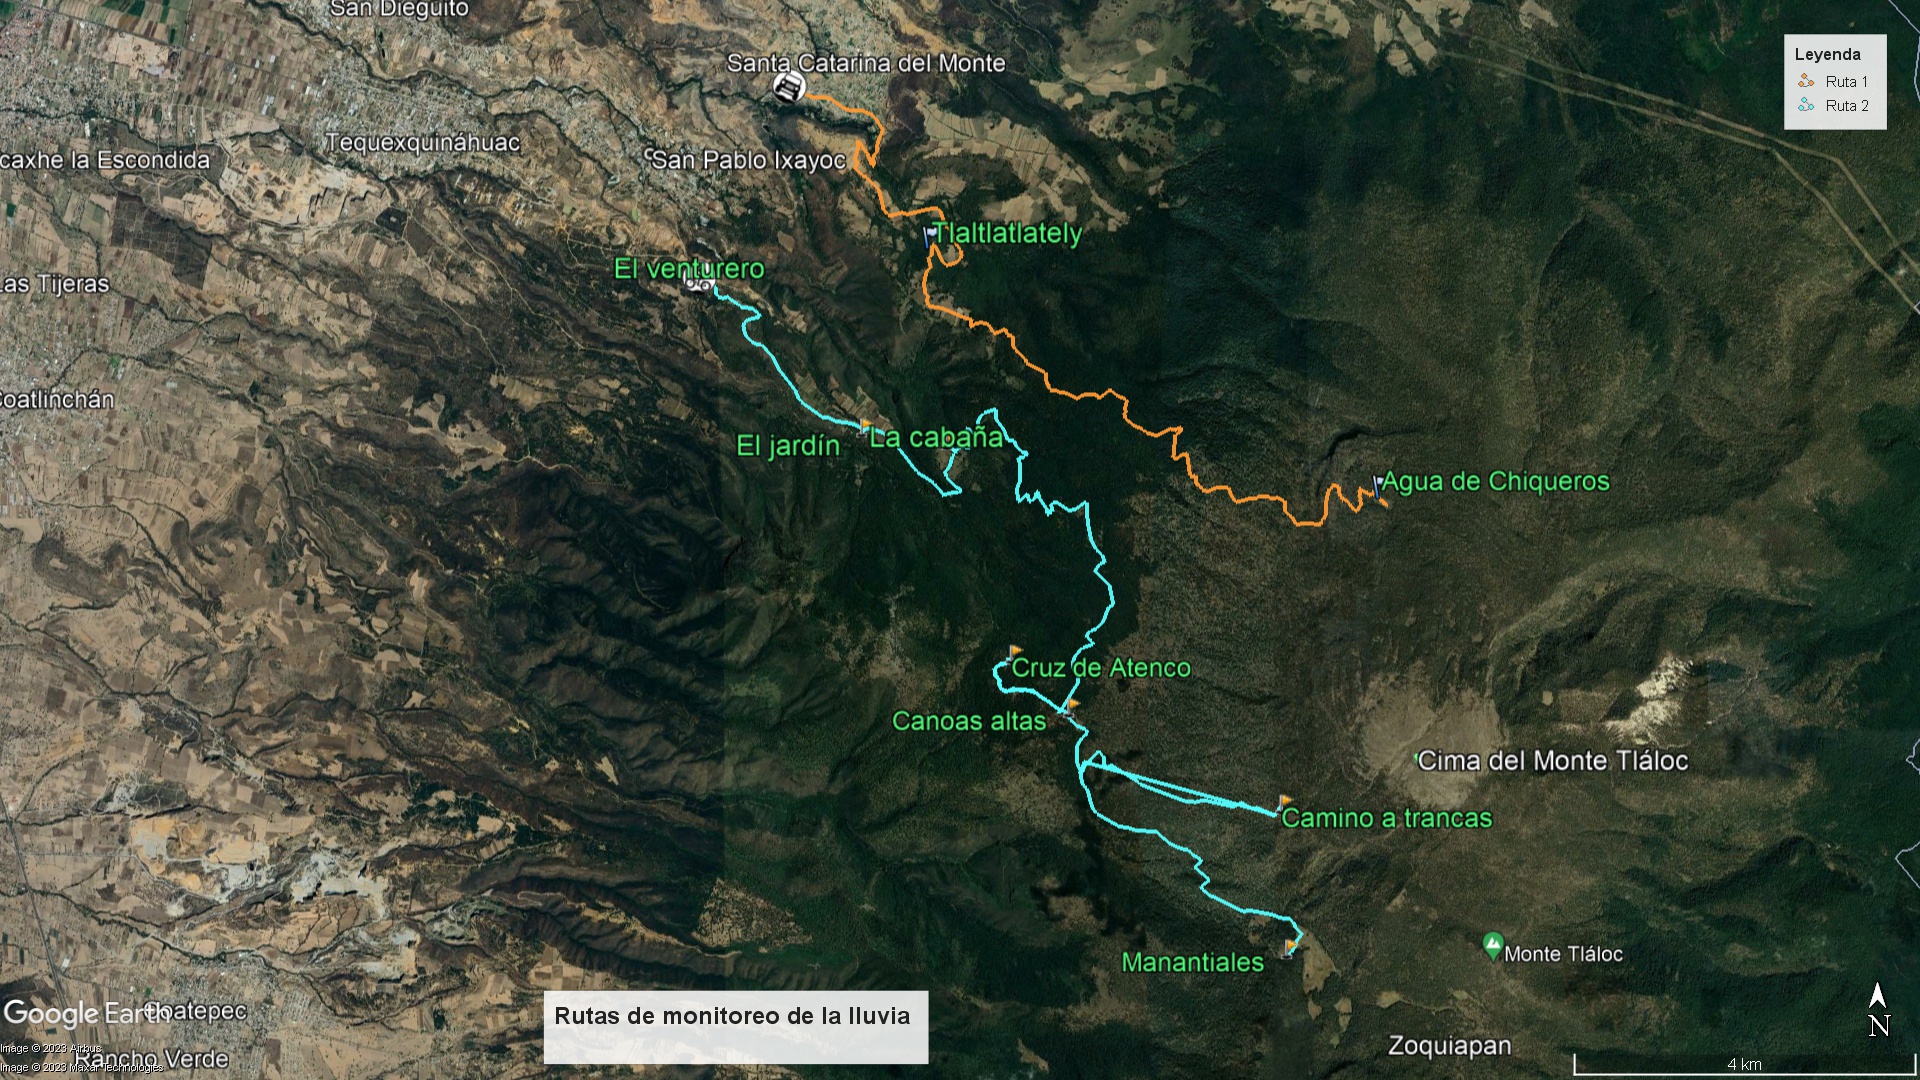 San Dieguito
Santa Catarina del Monte
Leyenda
Ruta 1
Ruta 2
Tequexquináhuac
San Pablo Ixayoc
caxhe la Escondida
Tlaltlatlately
El venturero
Las Tijeras
Coatlinchán
El jardín
La cabaña
Agua de Chiqueros
Cruz de Atenco
Canoas altas
Cima del Monte Tláloc
Camino a trancas
Manantiales
Monte Tláloc
Google Earth
Coatepec
Rutas de monitoreo de la lluvia
N
Image © 2023 Airbus
Rancho Verde
Image © 2023 Maxar Technologies
Zoquiapan
4 km